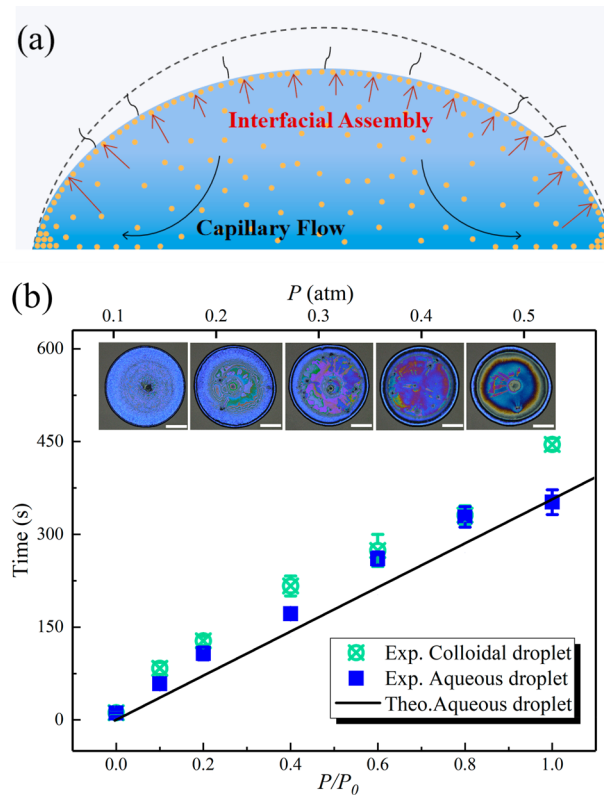 (a)
Interfacial Assembly
Capillary Flow
(b)
P (atm)
0.1 0.2 0.3 0.4 0.5
600
450
300
150
0
Time (s)
Exp. Colloidal droplet
Exp. Aqueous droplet
Theo.Aqueous droplet
0.0 0.2 0.4 0.6 0.8 1.0
P/P0